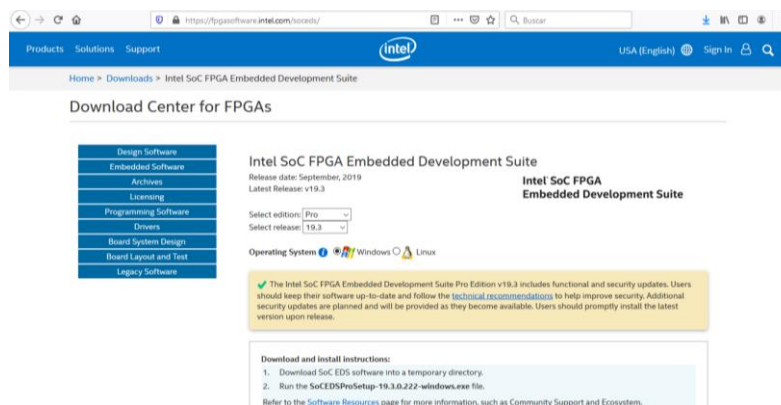 https://fpgasoftware.intel.com/soceds/
Buscar
Products Solutions Support
intel
USA (English) Sign In
Home > Downloads > Intel SoC FPGA Embedded Development Suite
Download Center for FPGAs
Design Software
Embedded Software
Archives
Licensing
Programming Software
Drivers
Board System Design
Board Layout and Test
Legacy Software
Intel SoC FPGA Embedded Development Suite
Release date: September, 2019
Latest Release: v19.3
Intel SoC FPGA
Embedded Development Suite
Select edition: Pro
Select release: 19.3
Operating System Windows Linux
The Intel SoC FPGA Embedded Development Suite Pro Edition v19.3 includes functional and security updates. Users
should keep their software up-to-date and follow the technical recommendations to help improve security. Additional
security updates are planned and will be provided as they become available. Users should promptly install the latest
version upon release.
Download and install instructions:
1. Download SoC EDS software into a temporary directory.
2. Run the SoCEDSProSetup-19.3.0.222-windows.exe file.
Refer to the Software Resources page for more information, such as Community Support and Ecosystem.